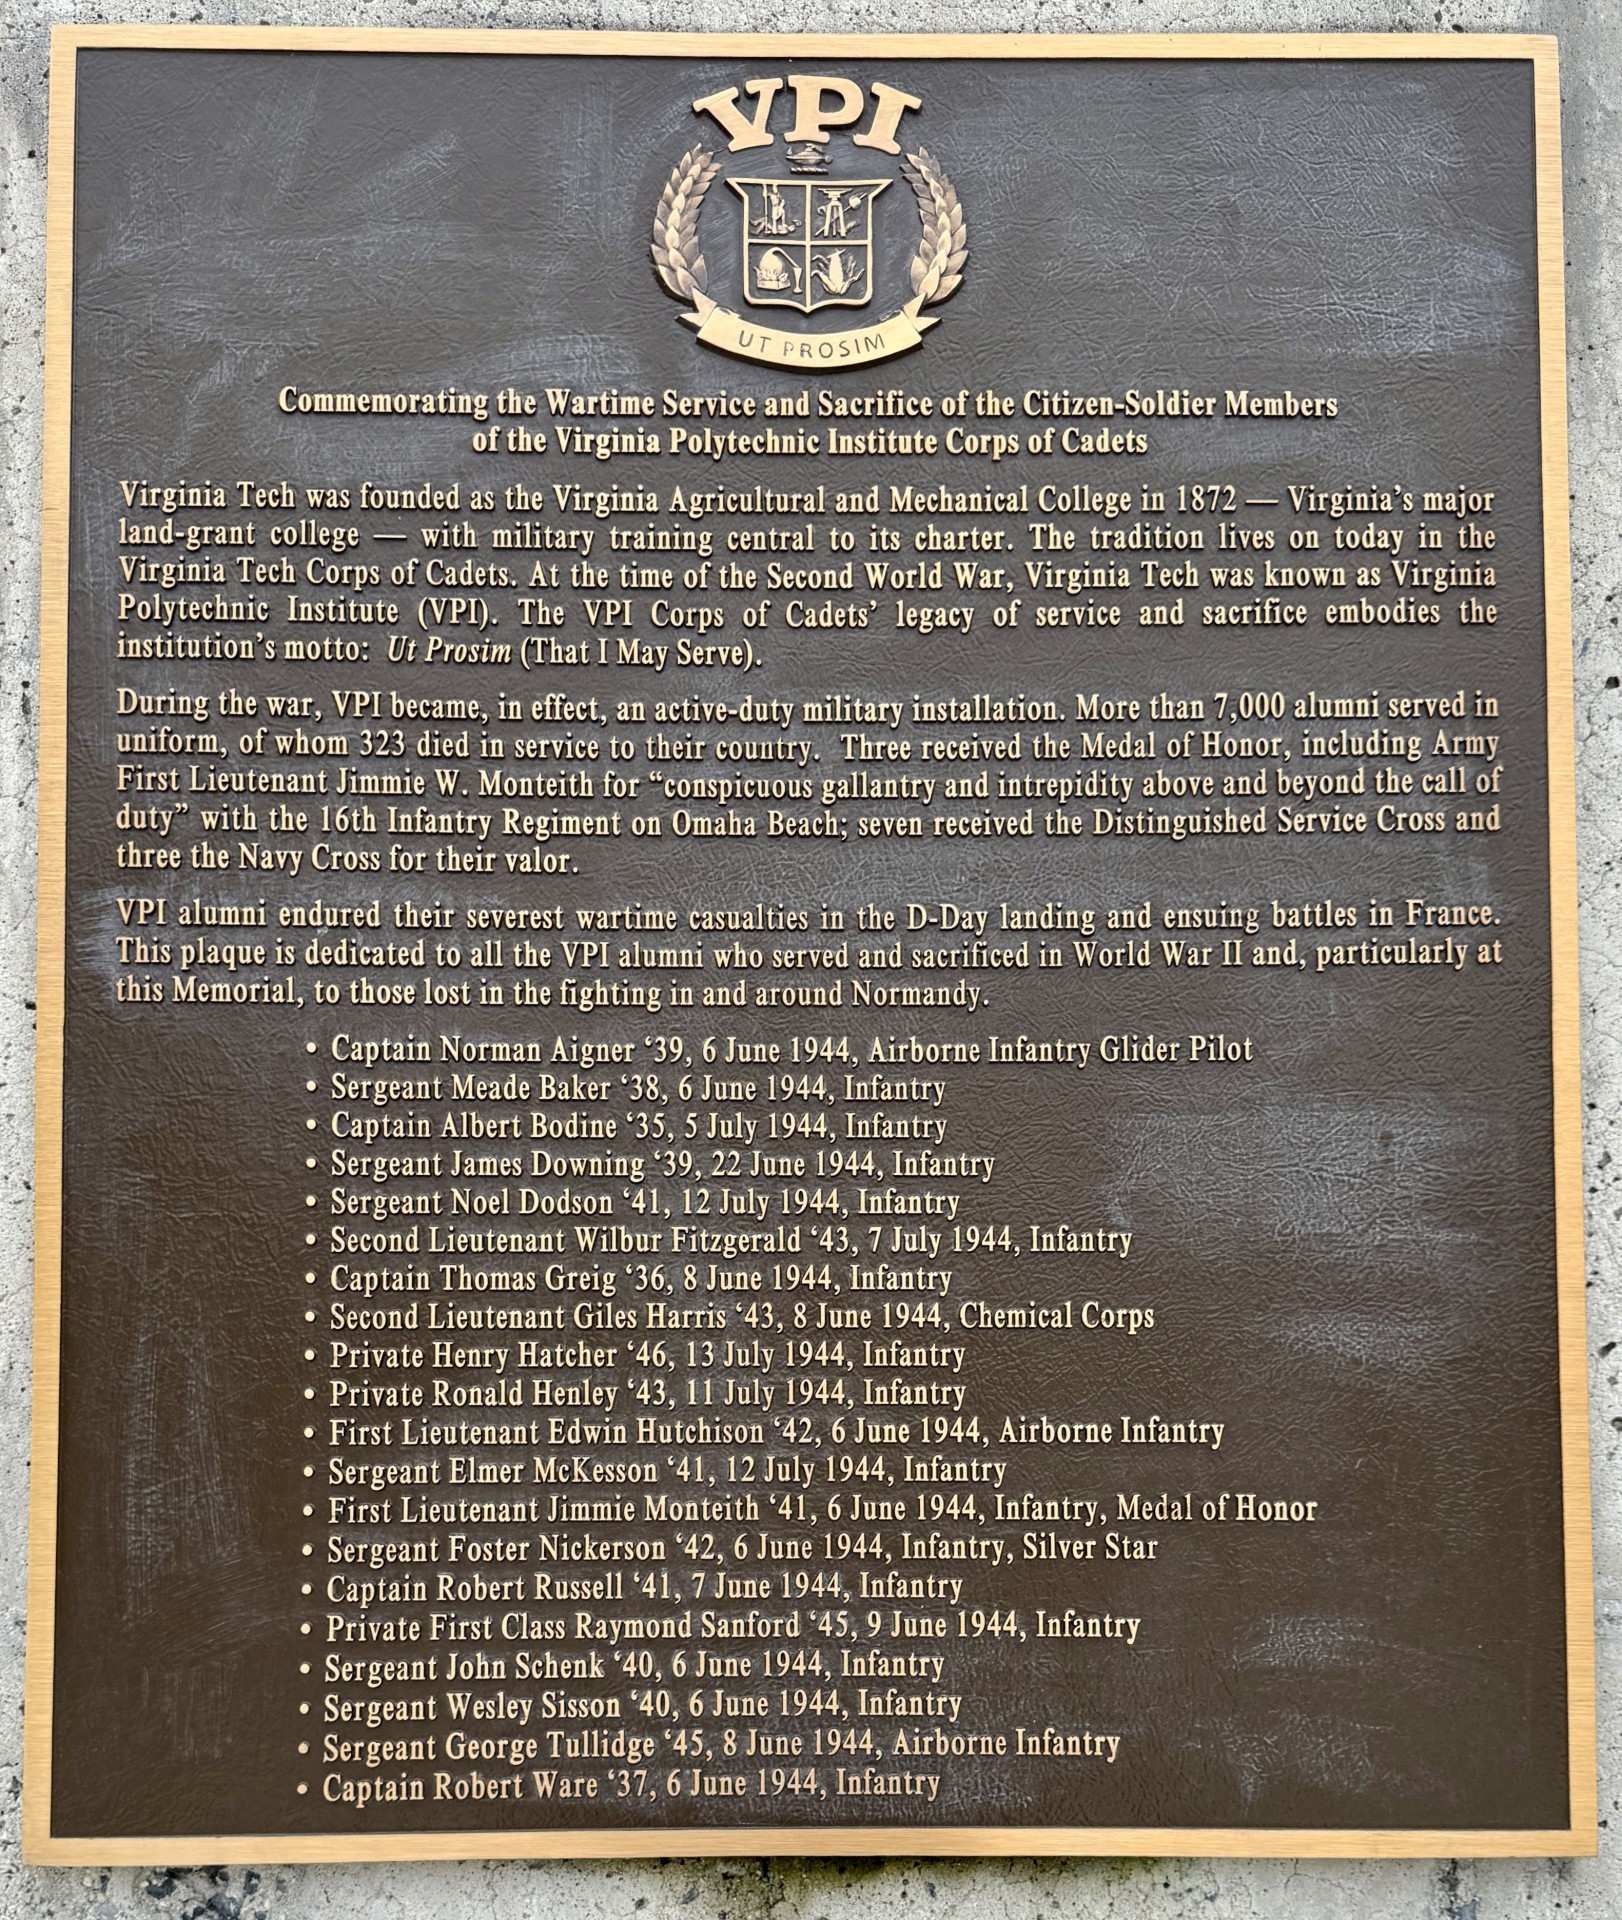 VPI
UT PROSIM
Commemorating the Wartime Service and Sacrifice of the Citizen-Soldier Members
of the Virginia Polytechnic Institute Corps of Cadets
Virginia Tech was founded as the Virginia Agricultural and Mechanical College in 1872 — Virginia's major
land-grant college — with military training central to its charter. The tradition lives on today in the
Virginia Tech Corps of Cadets. At the time of the Second World War, Virginia Tech was known as Virginia
Polytechnic Institute (VPI). The VPI Corps of Cadets' legacy of service and sacrifice embodies the
institution's motto: Ut Prosim (That I May Serve).
During the war, VPI became, in effect, an active-duty military installation. More than 7,000 alumni served in
uniform, of whom 323 died in service to their country. Three received the Medal of Honor, including Army
First Lieutenant Jimmie W. Monteith for “conspicuous gallantry and intrepidity above and beyond the call of
duty” with the 16th Infantry Regiment on Omaha Beach; seven received the Distinguished Service Cross and
three the Navy Cross for their valor.
VPI alumni endured their severest wartime casualties in the D-Day landing and ensuing battles in France.
This plaque is dedicated to all the VPI alumni who served and sacrificed in World War II and, particularly at
this Memorial, to those lost in the fighting in and around Normandy.
• Captain Norman Aigner ‘39, 6 June 1944, Airborne Infantry Glider Pilot
• Sergeant Meade Baker ‘38, 6 June 1944, Infantry
• Captain Albert Bodine ‘35, 5 July 1944, Infantry
• Sergeant James Downing ‘39, 22 June 1944, Infantry
• Sergeant Noel Dodson ‘41, 12 July 1944, Infantry
• Second Lieutenant Wilbur Fitzgerald ‘43, 7 July 1944, Infantry
• Captain Thomas Greig ‘36, 8 June 1944, Infantry
• Second Lieutenant Giles Harris ‘43, 8 June 1944, Chemical Corps
• Private Henry Hatcher ‘46, 13 July 1944, Infantry
• Private Ronald Henley ‘43, 11 July 1944, Infantry
• First Lieutenant Edwin Hutchison ‘42, 6 June 1944, Airborne Infantry
• Sergeant Elmer McKesson ‘41, 12 July 1944, Infantry
• First Lieutenant Jimmie Monteith ‘41, 6 June 1944, Infantry, Medal of Honor
• Sergeant Foster Nickerson ‘42, 6 June 1944, Infantry, Silver Star
• Captain Robert Russell ‘41, 7 June 1944, Infantry
• Private First Class Raymond Sanford ‘45, 9 June 1944, Infantry
• Sergeant John Schenk ‘40, 6 June 1944, Infantry
• Sergeant Wesley Sisson ‘40, 6 June 1944, Infantry
• Sergeant George Tullidge ‘45, 8 June 1944, Airborne Infantry
• Captain Robert Ware ‘37, 6 June 1944, Infantry